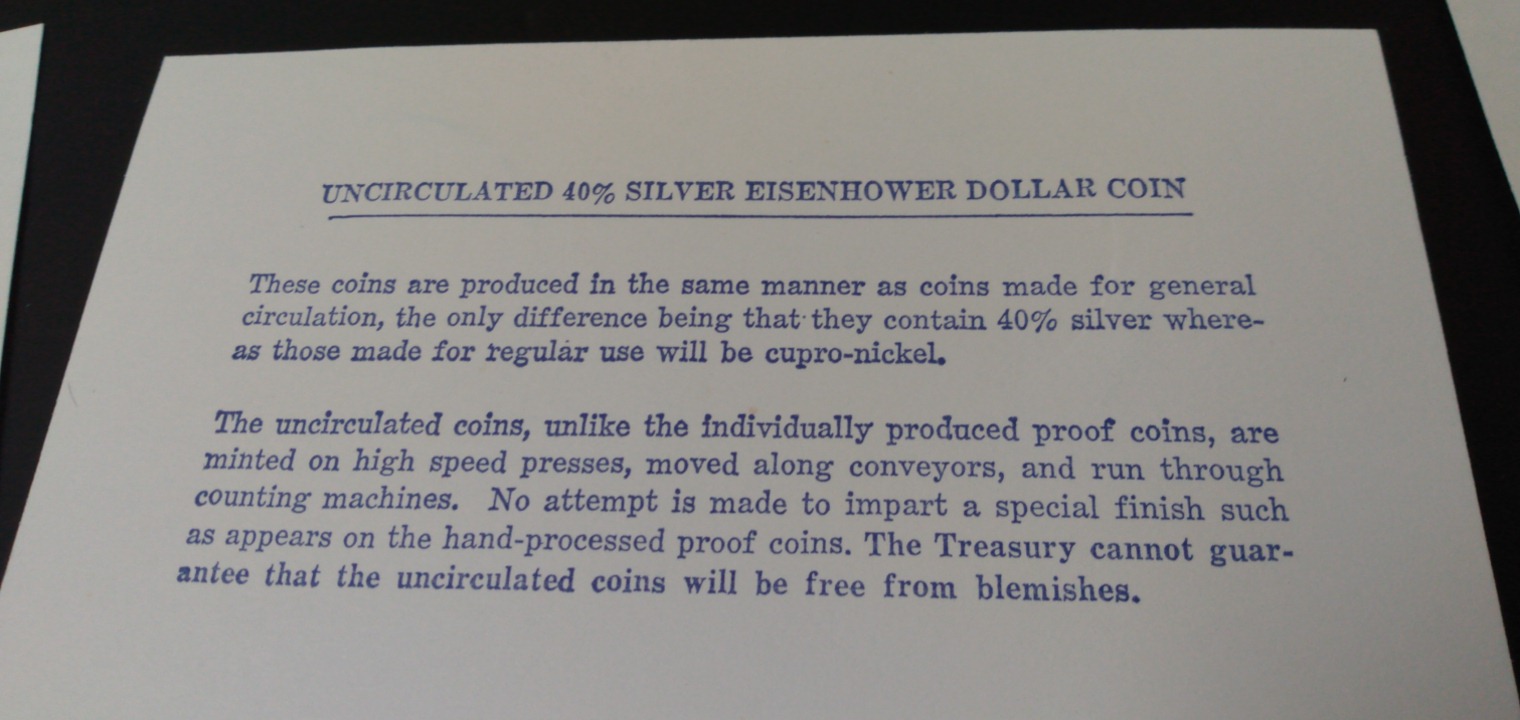 UNCIRCULATED 40% SILVER EISENHOWER DOLLAR COIN
These coins are produced in the same manner as coins made for general
circulation, the only difference being that they contain 40% silver where-
as those made for regular use will be cupro-nickel.
The uncirculated coins, unlike the individually produced proof coins, are
minted on high speed presses, moved along conveyors, and run through
counting machines. No attempt is made to impart a special finish such
as appears on the hand-processed proof coins. The Treasury cannot guar-
antee that the uncirculated coins will be free from blemishes.